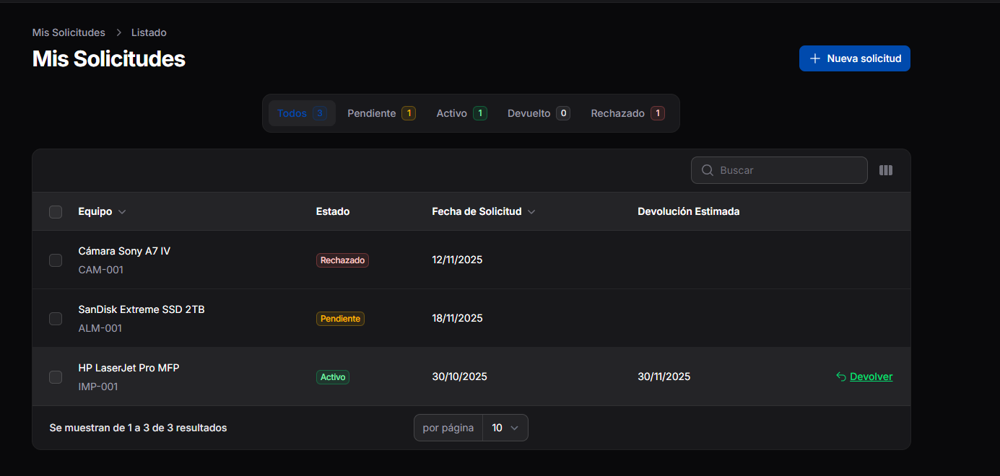 Mis Solicitudes > Listado
Mis Solicitudes
Nueva solicitud
Todos 3 Pendiente 1 Activo 1 Devuelto 0 Rechazado 1
Buscar
Equipo Estado Fecha de Solicitud Devolución Estimada
Cámara Sony A7 IV
CAM-001
Rechazado 12/11/2025
SanDisk Extreme SSD 2TB
ALM-001
Pendiente 18/11/2025
HP LaserJet Pro MFP
IMP-001
Activo 30/10/2025 30/11/2025 Devolver
Se muestran de 1 a 3 de 3 resultados por página 10